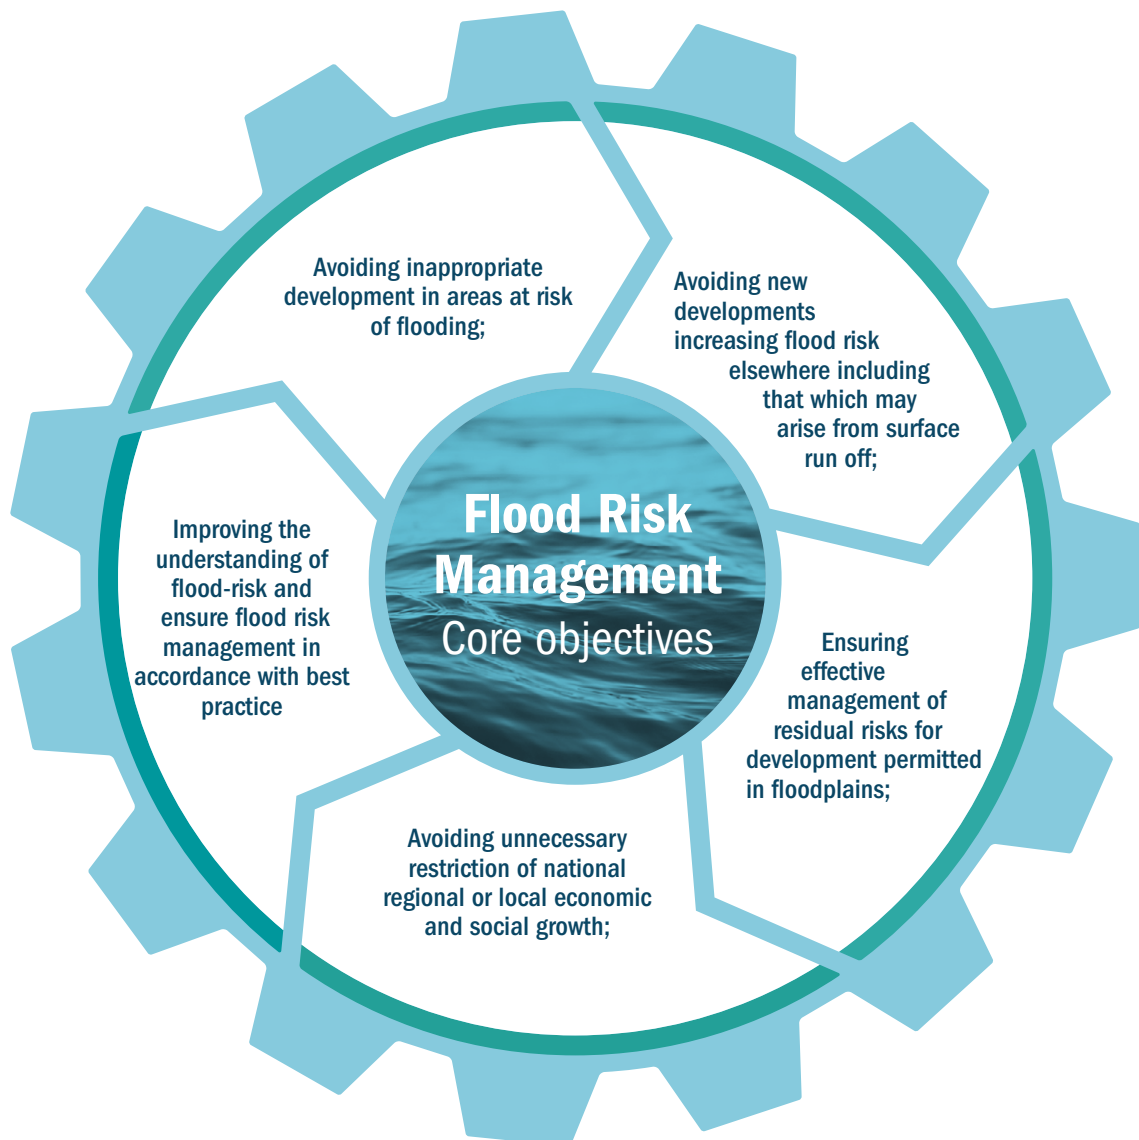 Flood Risk
Management
Core objectives
Avoiding inappropriate
development in areas at risk
of flooding;
Avoiding new
developments
increasing flood risk
elsewhere including
that which may
arise from surface
run off;
Ensuring
effective
management of
residual risks for
development permitted
in floodplains;
Avoiding unnecessary
restriction of national
regional or local economic
and social growth;
Improving the
understanding of
flood-risk and
ensure flood risk
management in
accordance with best
practice